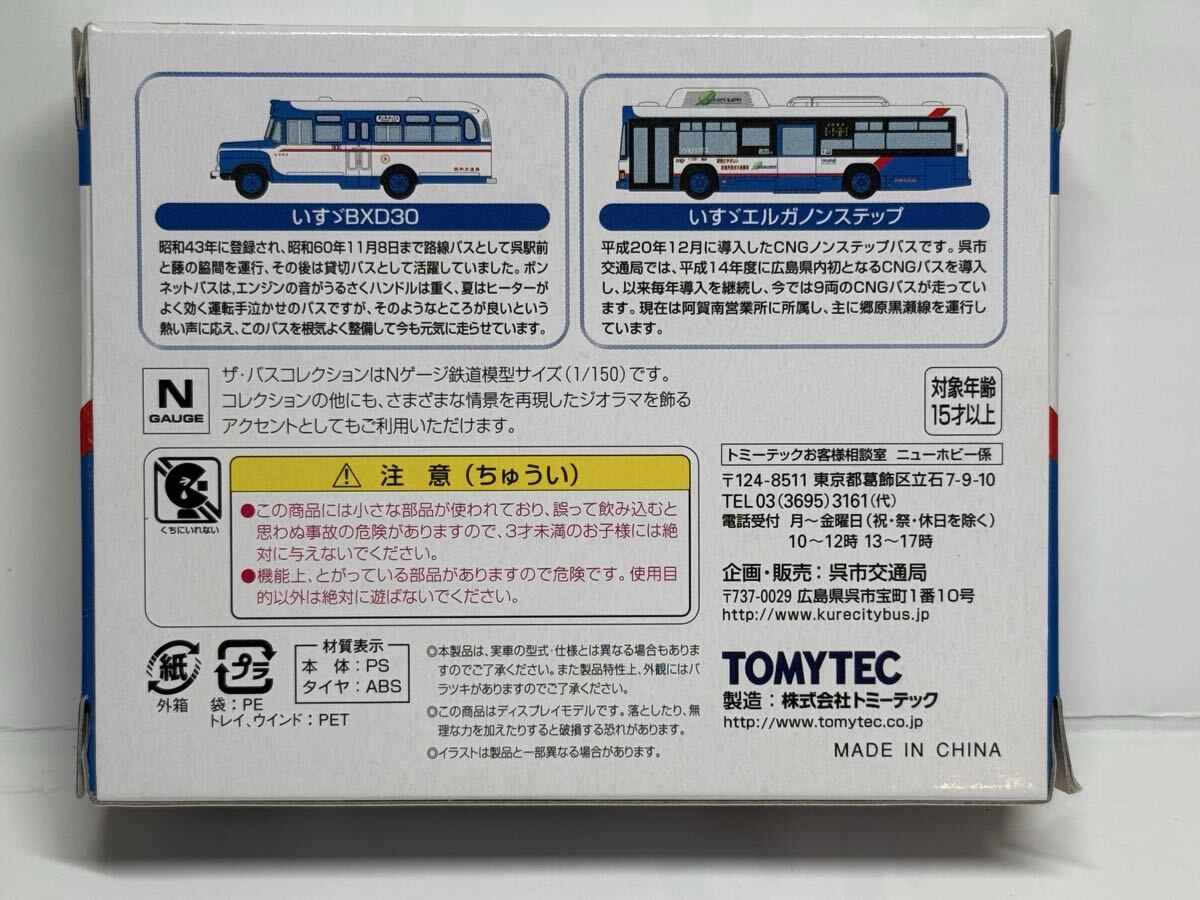 いすゞBXD30
昭和43年に登録され、昭和60年11月8日まで路線バスとして呉駅前
と藤の脇間を運行、その後は貸切バスとして活躍していました。ボン
ネットバスは、エンジンの音がうるさくハンドルは重く、夏はヒーターが
よく効く運転手泣かせのバスですが、そのようなところが良いという
熱い声に応え、このバスを根気よく整備して今も元気に走らせています。
いすゞエルガノンステップ
平成20年12月に導入したCNGノンステップバスです。呉市
交通局では、平成14年度に広島県内初となるCNGバスを導入
し、以来毎年導入を継続し、今では9両のCNGバスが走ってい
ます。現在は阿賀南営業所に所属し、主に郷原黒瀬線を運行し
ています。
N
GAUGE
ザ・バスコレクションはNゲージ鉄道模型サイズ(1/150)です。
コレクションの他にも、さまざまな情景を再現したジオラマを飾る
アクセントとしてもご利用いただけます。
対象年齢
15才以上
くちにいれない
注 意 (ちゅうい)
●この商品には小さな部品が使われており、誤って飲み込むと
思わぬ事故の危険がありますので、3才未満のお子様には絶
対に与えないでください。
●機能上、とがっている部品がありますので危険です。使用目
的以外は絶対に遊ばないでください。
トミーテックお客様相談室 ニューホビー係
〒124-8511 東京都葛飾区立石7-9-10
TEL 03(3695)3161(代)
電話受付 月〜金曜日(祝・祭・休日を除く)
10〜12時 13〜17時
企画・販売:呉市交通局
〒737-0029 広島県呉市宝町1番10号
http://www.kurecitybus.jp/
紙
外箱
プラ
袋:PE
トレイ、ウインド:PET
材質表示
本 体:PS
タイヤ:ABS
◎本製品は、実車の型式・仕様とは異なる場合もありま
すのでご了承ください。また製品特性上、外観にはバ
ラツキがありますのでご了承ください。
◎この商品はディスプレイモデルです。落としたり、無
理な力を加えたりすると破損する恐れがあります。
◎イラストは製品と一部異なる場合があります。
TOMYTEC
製造:株式会社トミーテック
http://www.tomytec.co.jp/
MADE IN CHINA